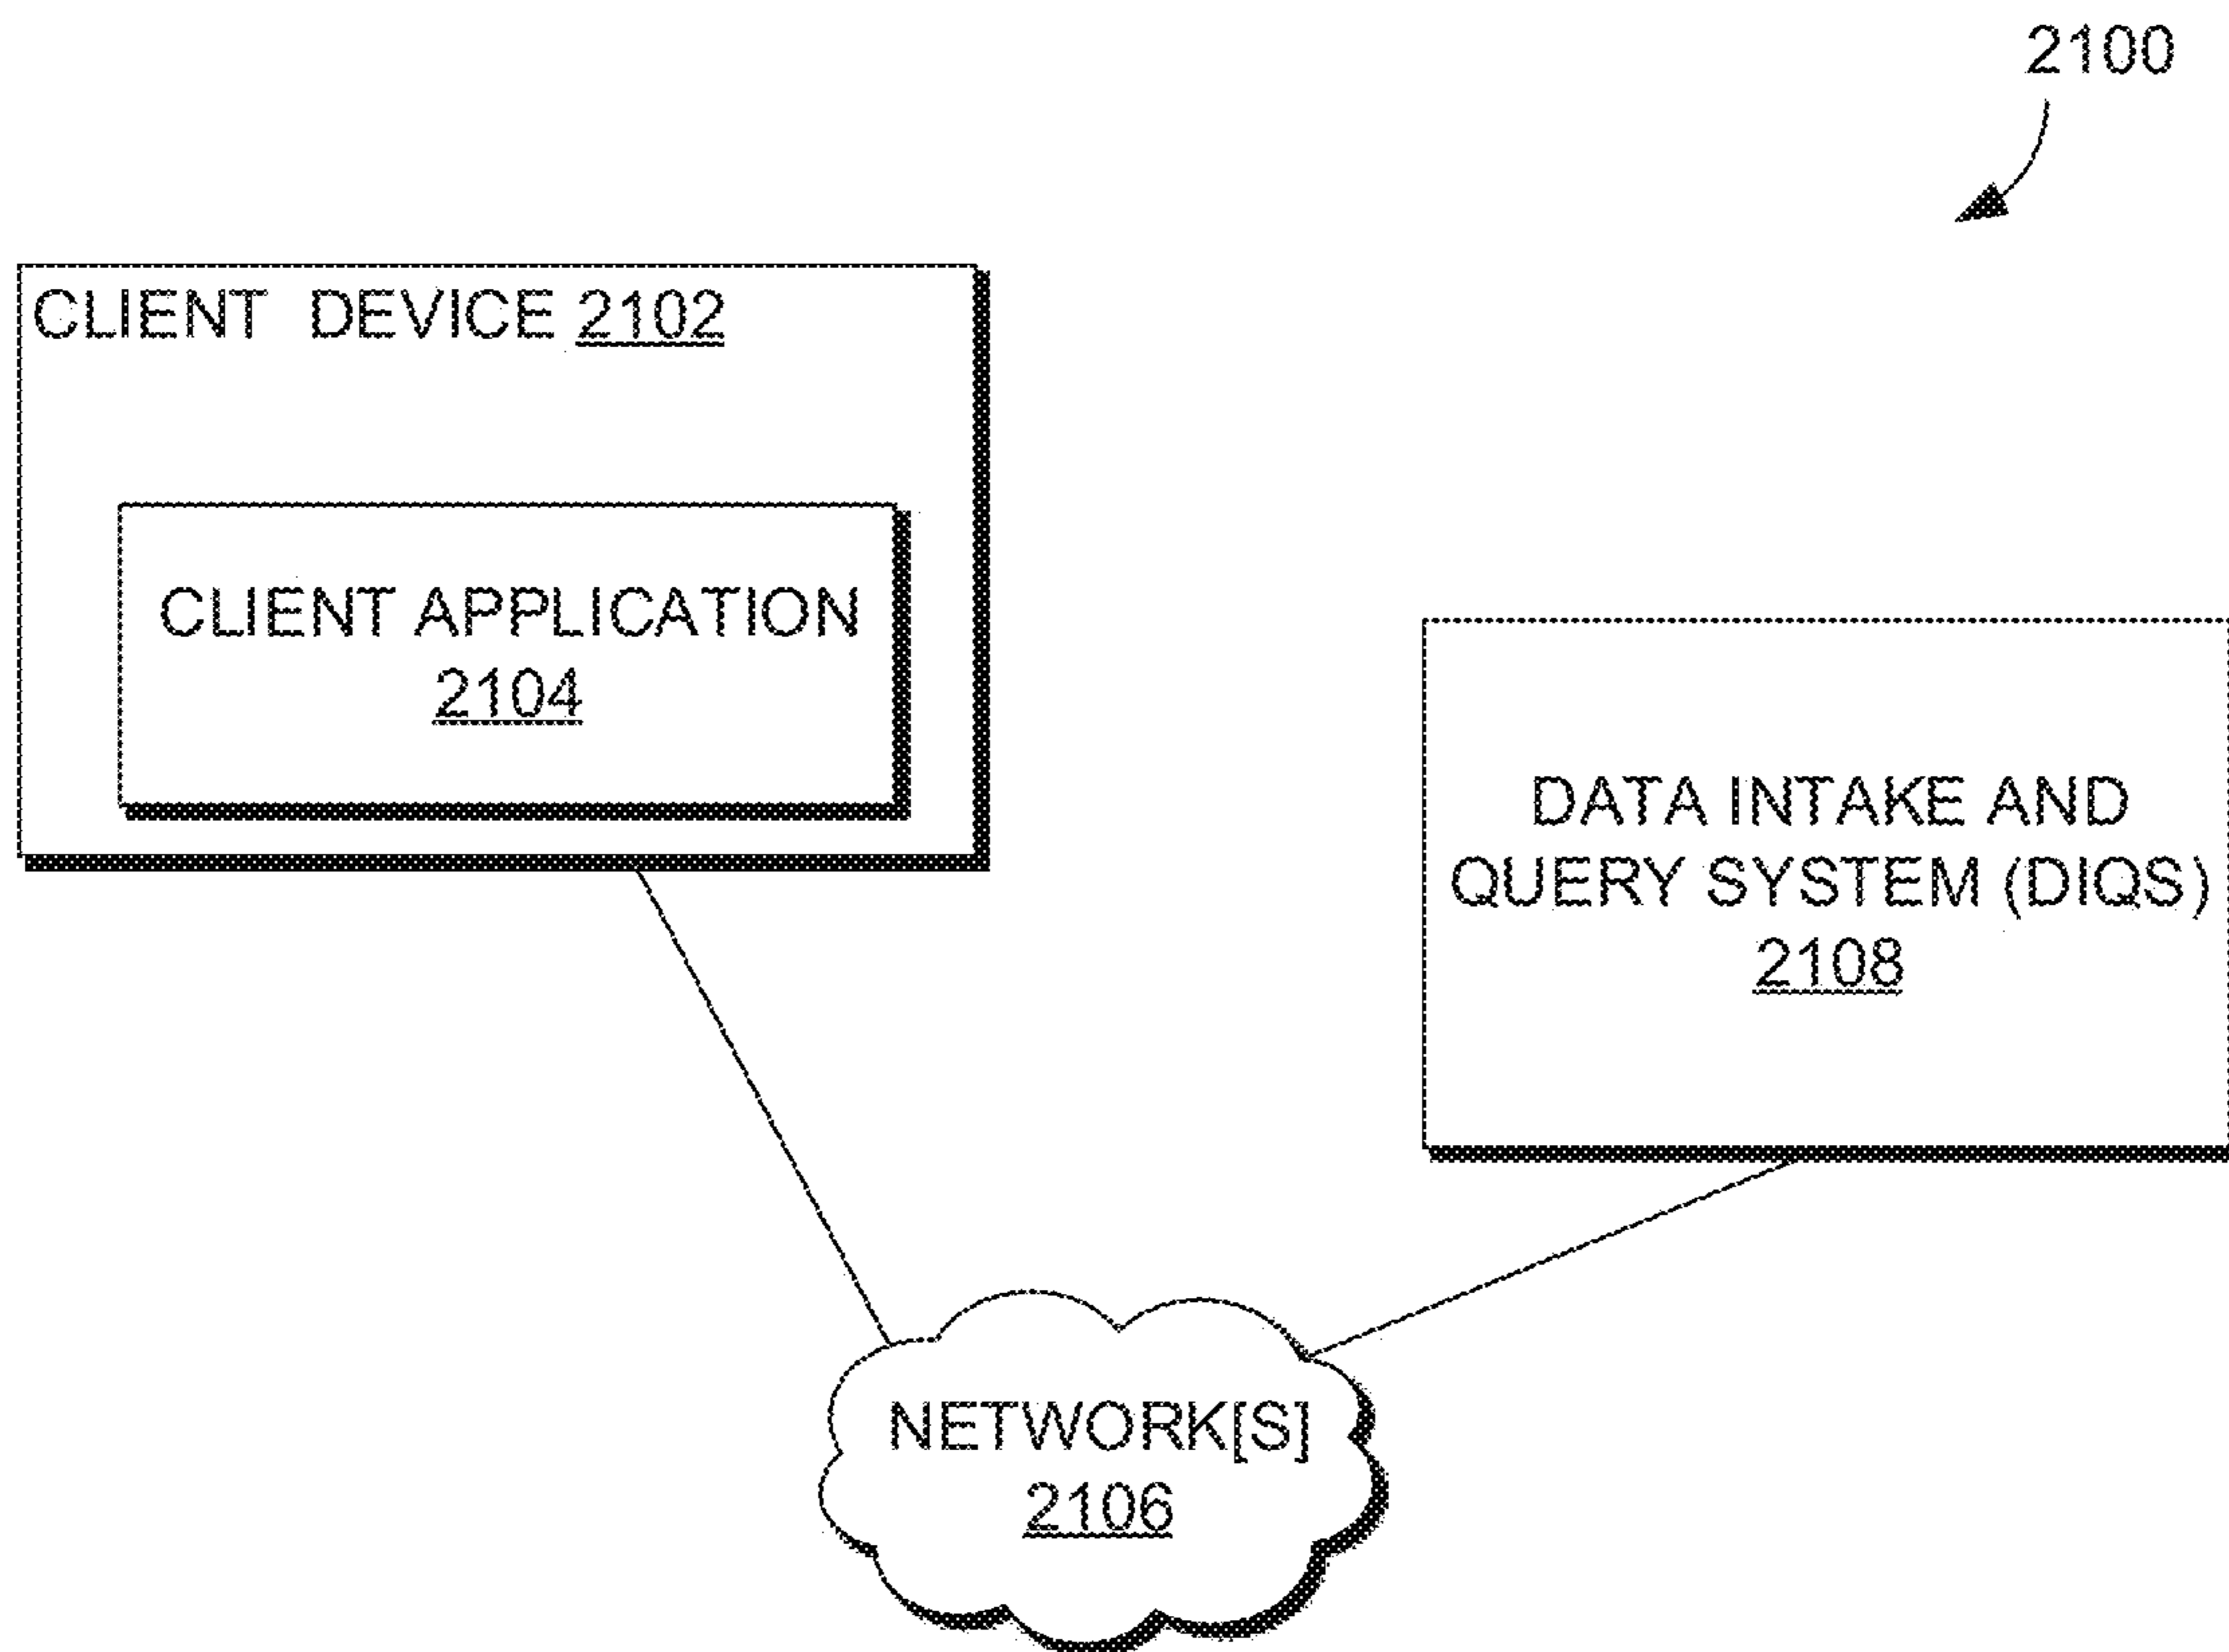 2100
CLIENT DEVICE 2102
CLIENT APPLICATION
2104
DATA INTAKE AND
QUERY SYSTEM (DIQS)
2108
NETWORK[S]
2106